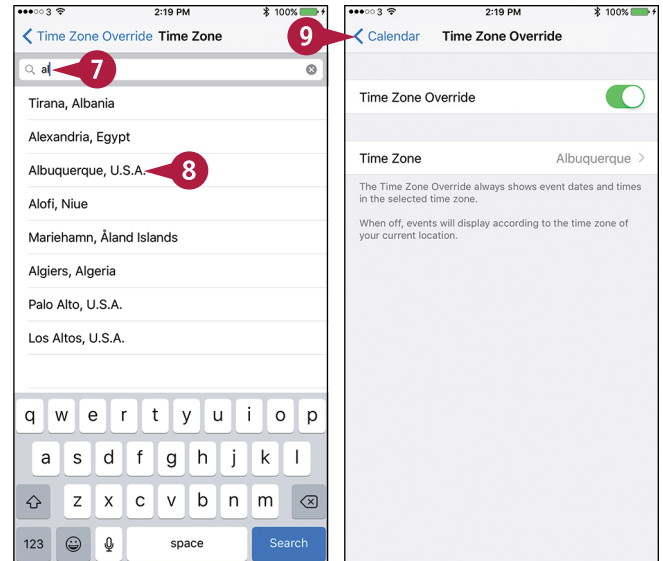 3 2:19 PM 100%
Time Zone Override Time Zone
al 7
Tirana, Albania
Alexandria, Egypt
Albuquerque, U.S.A. 8
Alofi, Niue
Mariehamn, Åland Islands
Algiers, Algeria
Palo Alto, U.S.A.
Los Altos, U.S.A.
q w e r t y u i o p
a s d f g h j k l
z x c v b n m
123 space Search
3 2:19 PM 100%
9 Calendar Time Zone Override
Time Zone Override
Time Zone Albuquerque
The Time Zone Override always shows event dates and times
in the selected time zone.
When off, events will display according to the time zone of
your current location.